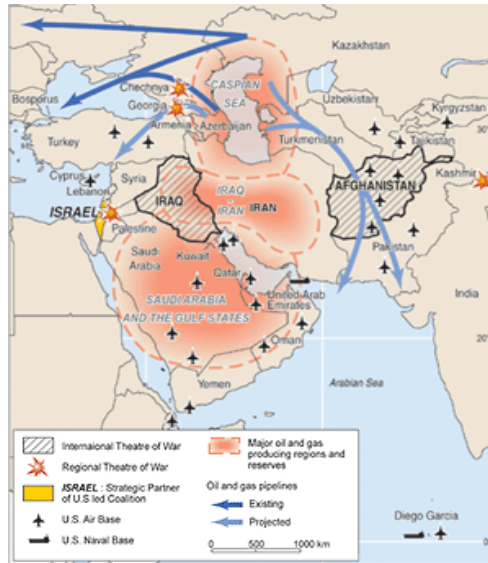 Kazakhstan
CASPIAN
SEA
Chechnya
Uzbekistan
Kyrgyzstan
Bosporus
Georgia
30°
Armenia
Azerbaijan
Turkmenistan
Tajikistan
Turkey
Kashmir
Cyprus
Syria
AFGHANISTAN
Lebanon
IRAQ
IRAQ
- IRAN
IRAN
ISRAEL
Palestine
Pakistan
Saudi
Arabia
Kuwait
Qatar
India
SAUDI ARABIA
AND THE GULF STATES
United Arab
Emirates
20°
Oman
Yemen
Arabian Sea
Internaional Theatre of War
Regional Theatre of War
ISRAEL : Strategic Partner
of U.S led Coalition
U.S. Air Base
U.S. Naval Base
Major oil and gas
producing regions and
reserves
Oil and gas pipelines
Existing
Projected
0 500 1000 km
Diego Garcia